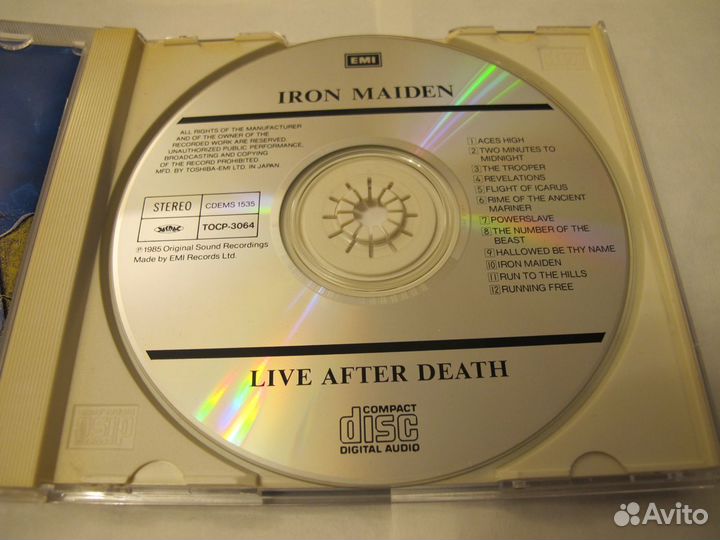 EMI
IRON MAIDEN
ALL RIGHTS OF THE MANUFACTURER
AND OF THE OWNER OF THE
RECORDED WORK ARE RESERVED.
UNAUTHORIZED PUBLIC PERFORMANCE,
BROADCASTING AND COPYING
OF THE RECORD PROHIBITED
MFD. BY TOSHIBA-EMI LTD. IN JAPAN
STEREO CDEMS 1535
TOCP-3064
℗1985 Original Sound Recordings
Made by EMI Records Ltd.
1 ACES HIGH
2 TWO MINUTES TO
MIDNIGHT
3 THE TROOPER
4 REVELATIONS
5 FLIGHT OF ICARUS
6 RIME OF THE ANCIENT
MARINER
7 POWERSLAVE
8 THE NUMBER OF THE
BEAST
9 HALLOWED BE THY NAME
10 IRON MAIDEN
11 RUN TO THE HILLS
12 RUNNING FREE
LIVE AFTER DEATH
COMPACT
disc
DIGITAL AUDIO
Avito